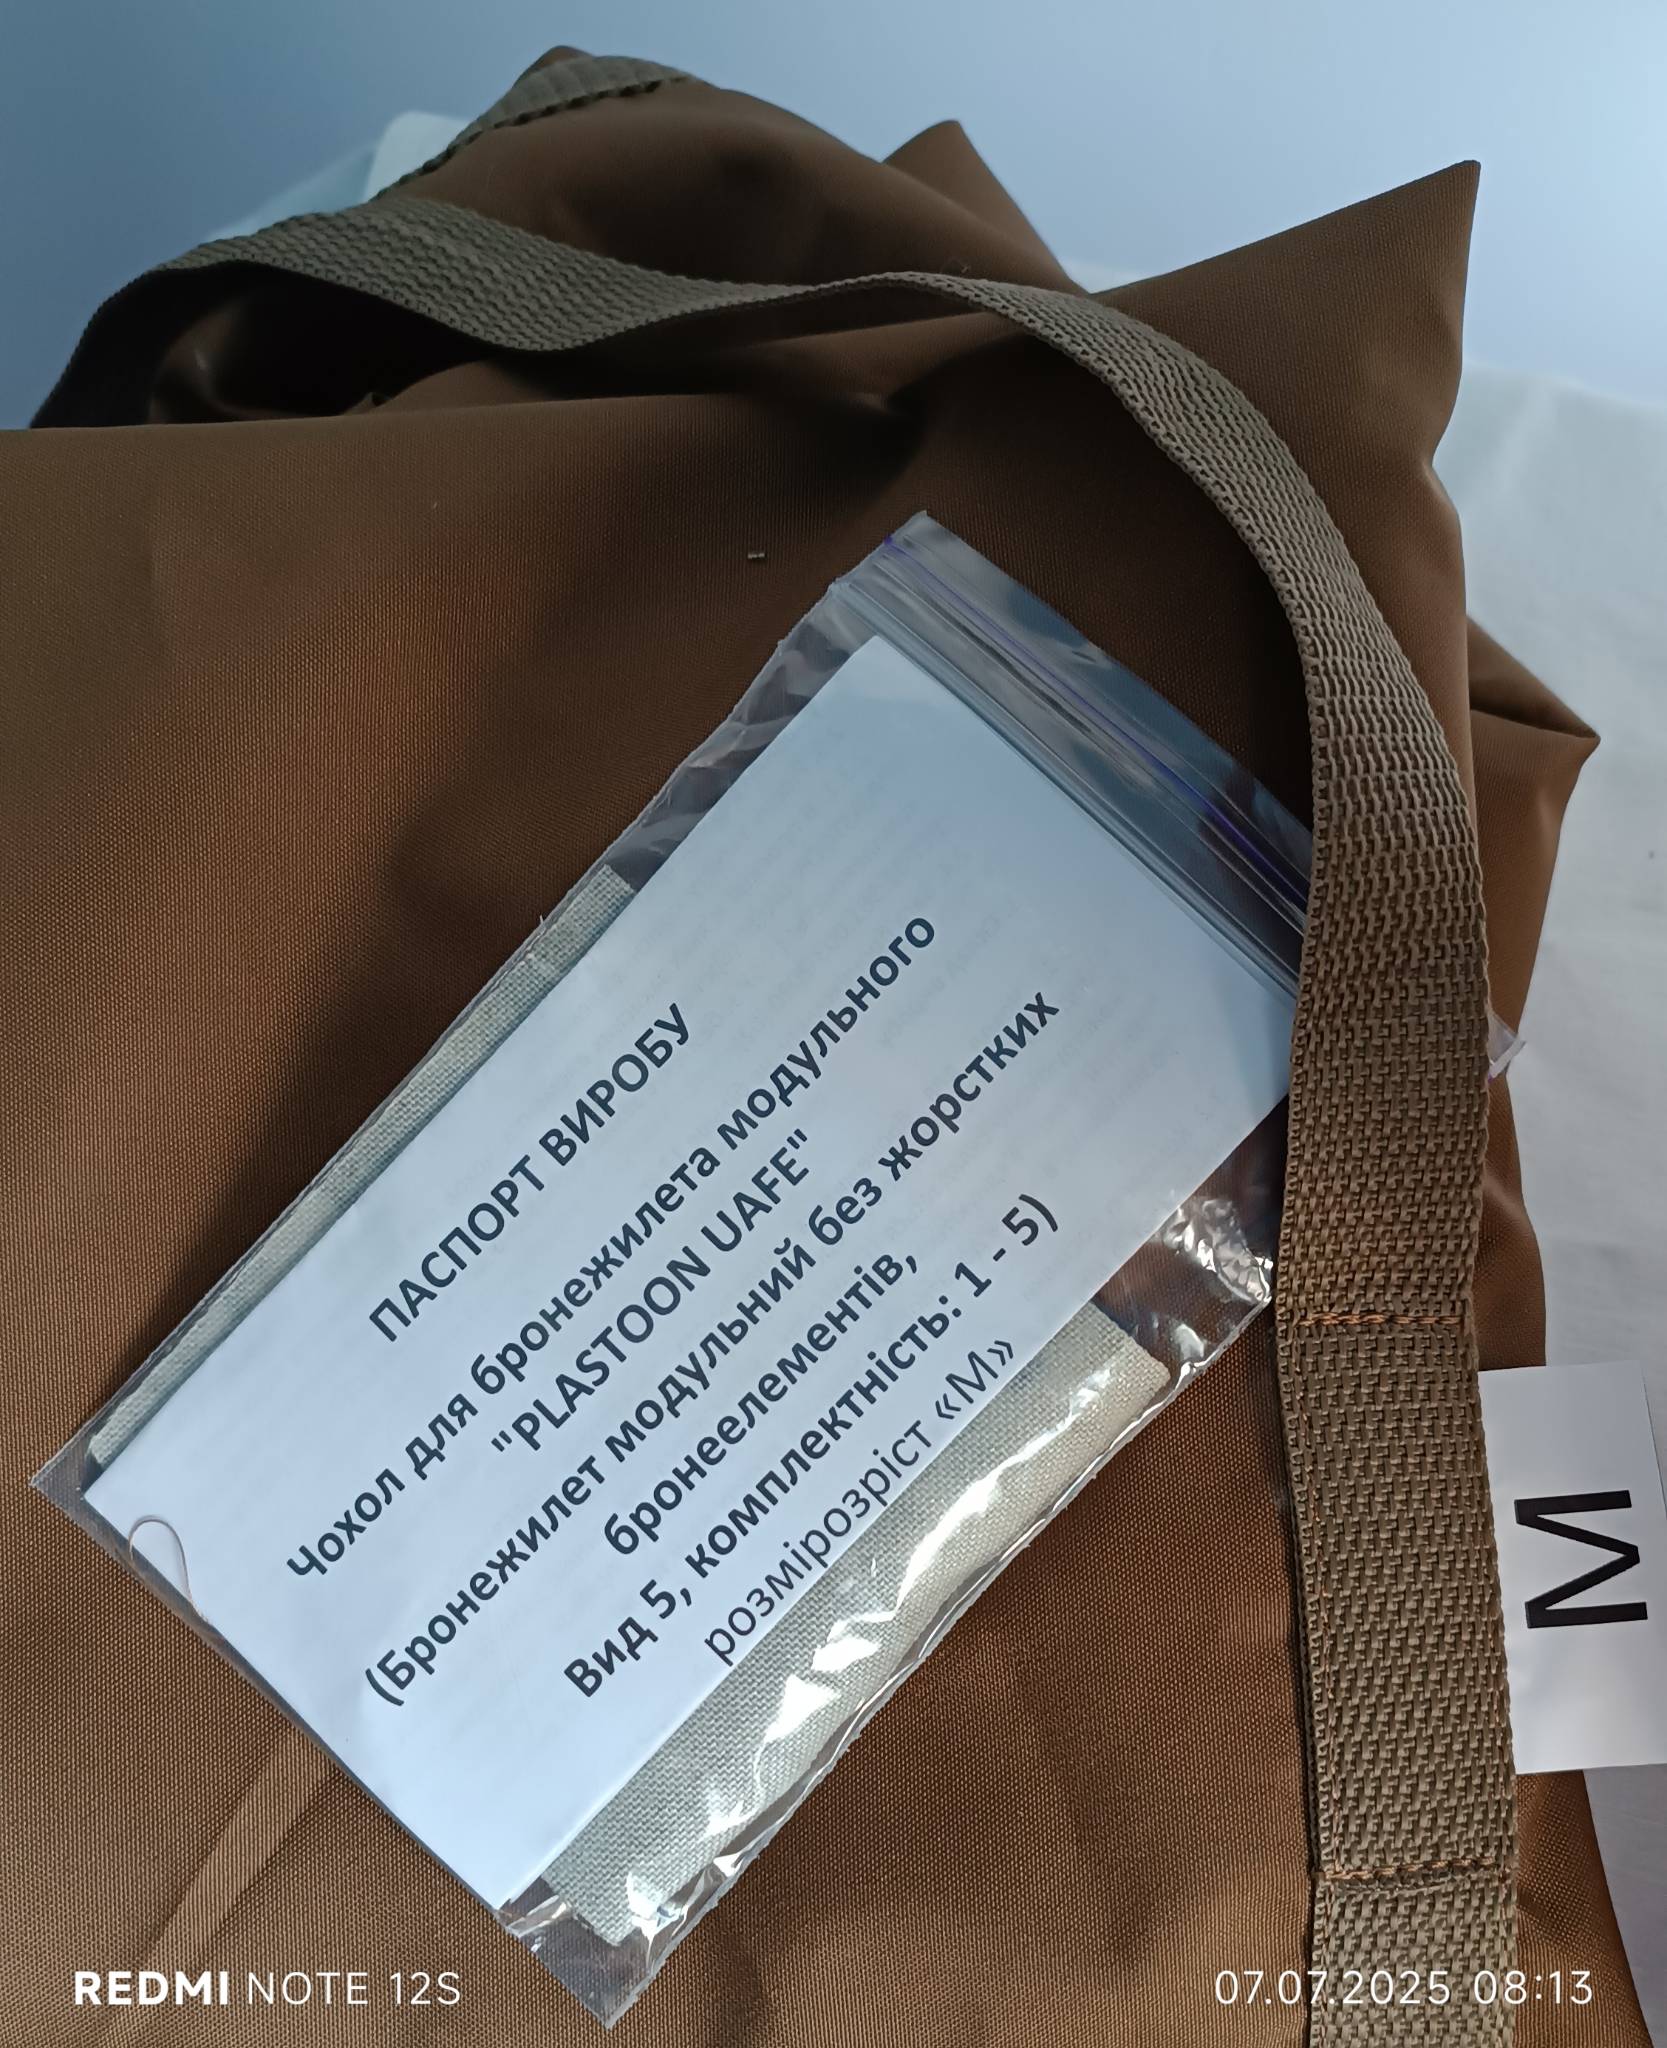 ПАСПОРТ ВИРОБУ
Чохол для бронежилета модульного
"PLASTOON UAFE"
(Бронежилет модульний без жорстких
бронеелементів,
Вид 5, комплектність: 1 - 5)
розмірозріст «М»
M
REDMI NOTE 12S
07.07.2025 08:13